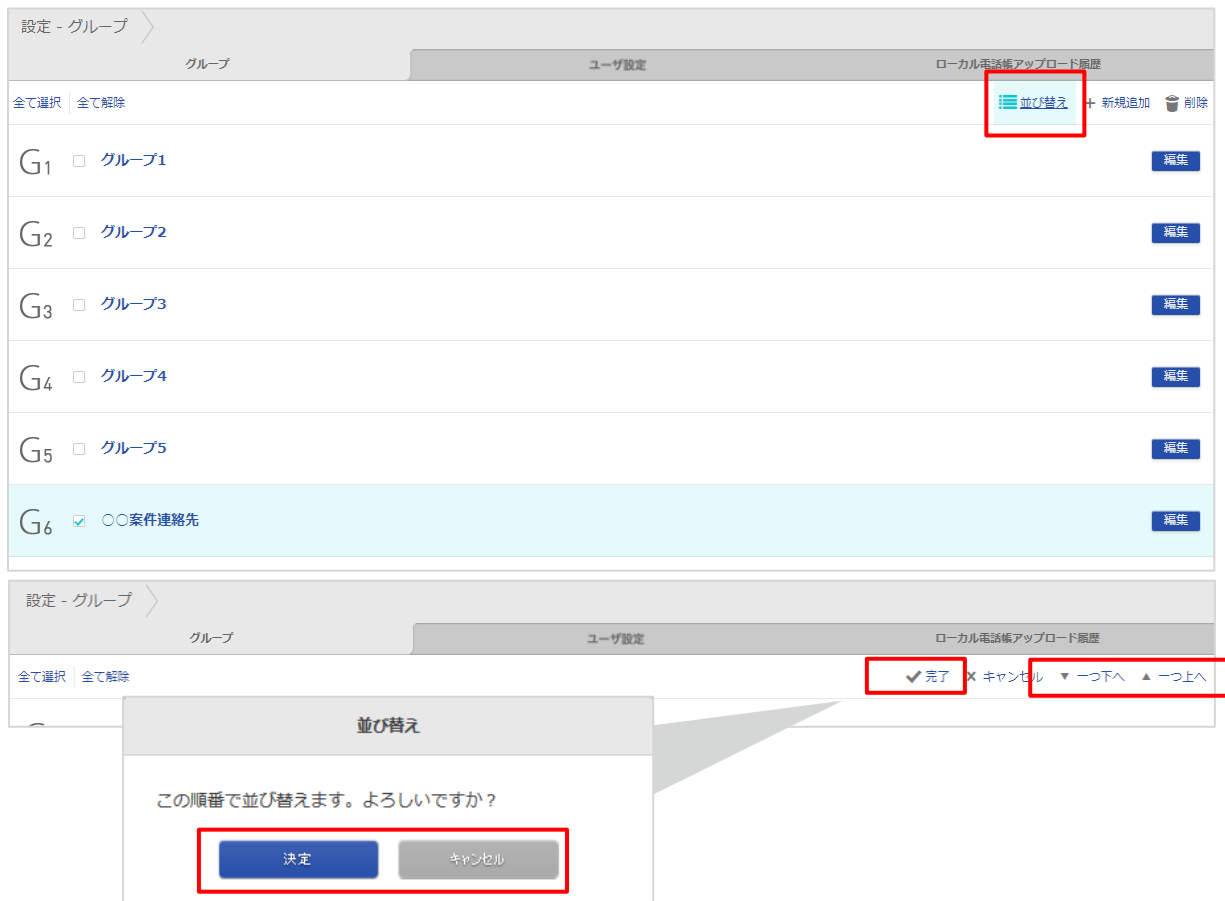 設定 - グループ
グループ ユーザ設定 ローカル電話帳アップロード履歴
全て選択 全て解除 並び替え + 新規追加 削除
G1 グループ1 編集
G2 グループ2 編集
G3 グループ3 編集
G4 グループ4 編集
G5 グループ5 編集
G6 ○○案件連絡先 編集
設定 - グループ
グループ ユーザ設定 ローカル電話帳アップロード履歴
全て選択 全て解除 完了 × キャンセル ▼ 一つ下へ ▲ 一つ上へ
並び替え
この順番で並び替えます。よろしいですか？
決定 キャンセル